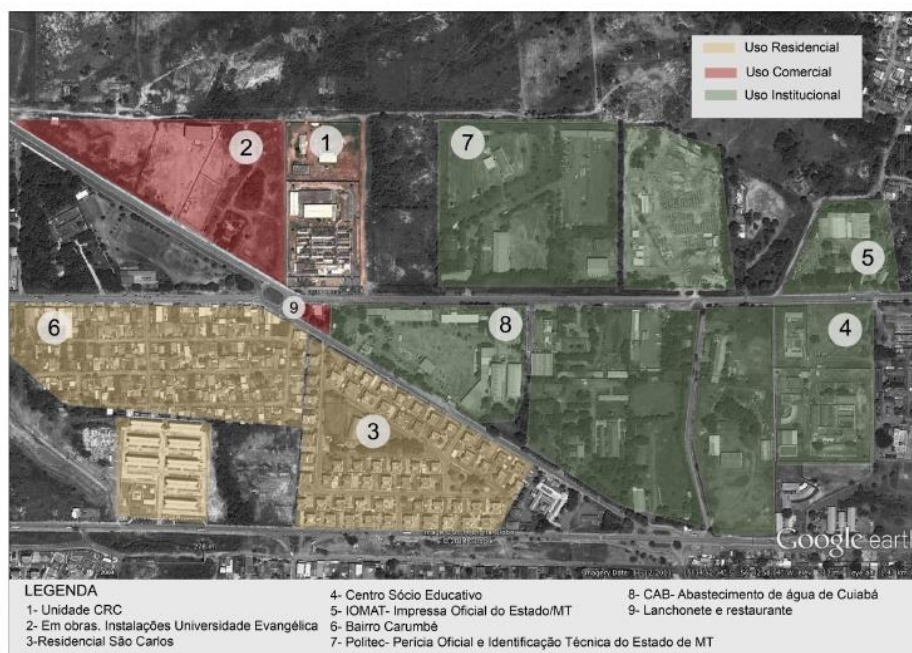 Uso Residencial
Uso Comercial
Uso Institucional
2
1
7
5
9
6
8
4
3
Google earth
LEGENDA
1- Unidade CRC
2- Em obras. Instalações Universidade Evangélica
3-Residencial São Carlos
4- Centro Sócio Educativo
5- IOMAT- Impressa Oficial do Estado/MT
6- Bairro Carumbé
7- Politec- Perícia Oficial e Identificação Técnica do Estado de MT
8- CAB- Abastecimento de água de Cuiabá
9- Lanchonete e restaurante